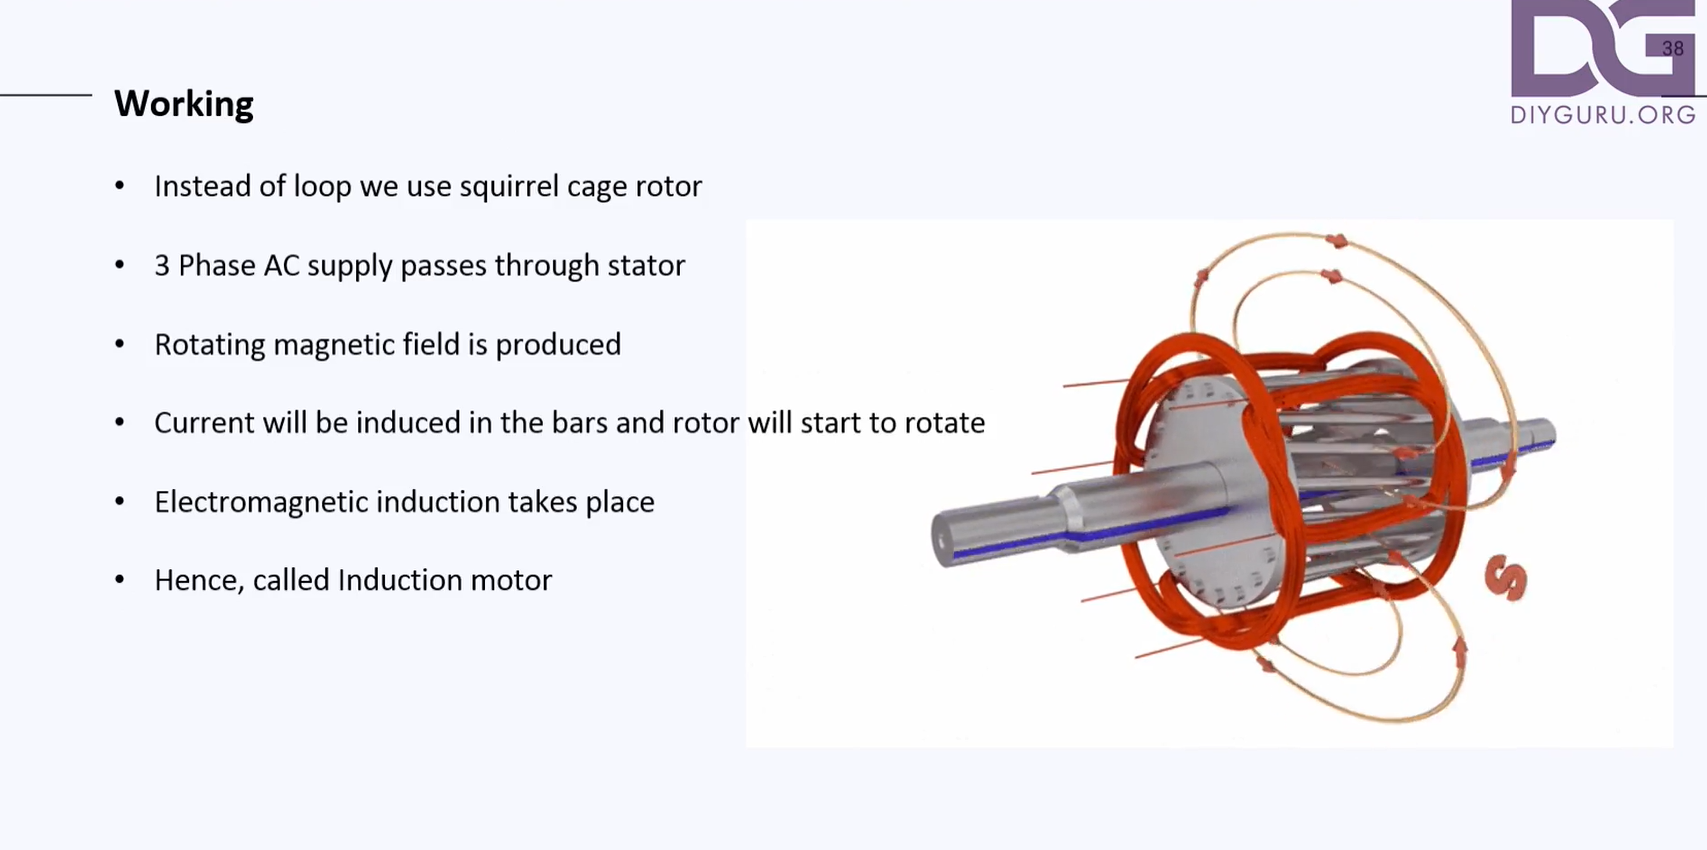 38
DG
DIYGURU.ORG
Working
• Instead of loop we use squirrel cage rotor
• 3 Phase AC supply passes through stator
• Rotating magnetic field is produced
• Current will be induced in the bars and rotor will start to rotate
• Electromagnetic induction takes place
• Hence, called Induction motor
S